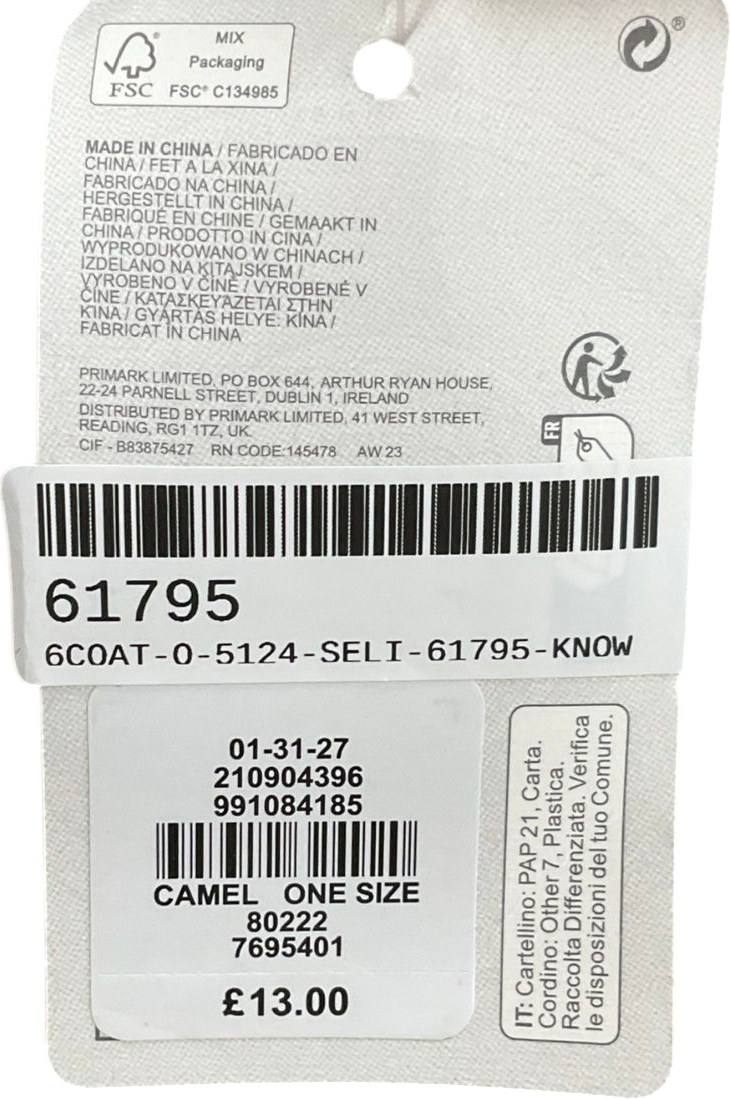 MIX
Packaging
FSC FSC® C134985
®
MADE IN CHINA / FABRICADO EN
CHINA / FET A LA XINA /
FABRICADO NA CHINA /
HERGESTELLT IN CHINA /
FABRIQUÉ EN CHINE / GEMAAKT IN
CHINA / PRODOTTO IN CINA /
WYPRODUKOWANO W CHINACH /
IZDELANO NA KITAJSKEM /
VYROBENO V ČÍNĚ / VYROBENÉ V
ČÍNE / ΚΑΤΑΣΚΕΥΑΖΕΤΑΙ ΣΤΗΝ
ΚΙΝΑ / GYÁRTÁS HELYE: KÍNA /
FABRICAT ÎN CHINA
PRIMARK LIMITED, PO BOX 644, ARTHUR RYAN HOUSE,
22-24 PARNELL STREET, DUBLIN 1, IRELAND
DISTRIBUTED BY PRIMARK LIMITED, 41 WEST STREET,
READING, RG1 1TZ, UK.
CIF - B83875427 RN CODE:145478 AW 23
FR
61795
6COAT-O-5124-SELI-61795-KNOW
01-31-27
210904396
991084185
CAMEL ONE SIZE
80222
7695401
£13.00
IT: Cartellino: PAP 21, Carta.
Cordino: Other 7, Plastica.
Raccolta Differenziata. Verifica
le disposizioni del tuo Comune.